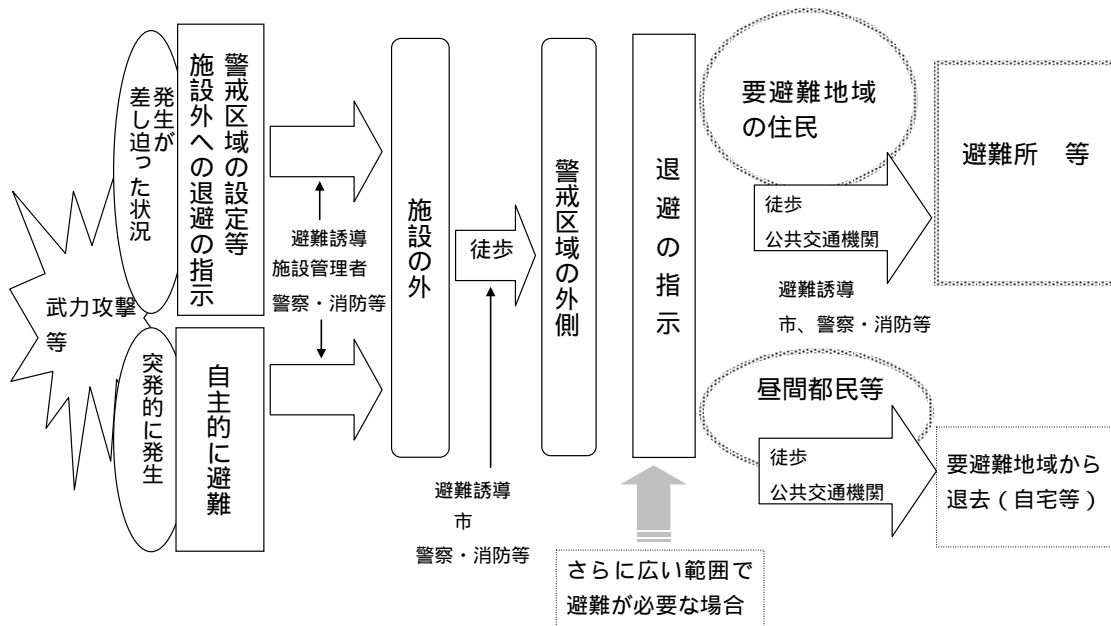 武力攻撃
等
発生が
差し迫った状況
警戒区域の設定等
施設外への退避の指示
突発的に発生
自主的に避難
避難誘導
施設管理者
警察・消防等
施設の外
徒歩
避難誘導
市
警察・消防等
警戒区域の外側
退避の指示
さらに広い範囲で
避難が必要な場合
要避難地域
の住民
徒歩
公共交通機関
避難誘導
市、警察・消防等
避難所　等
昼間都民等
徒歩
公共交通機関
要避難地域から
退去（自宅等）